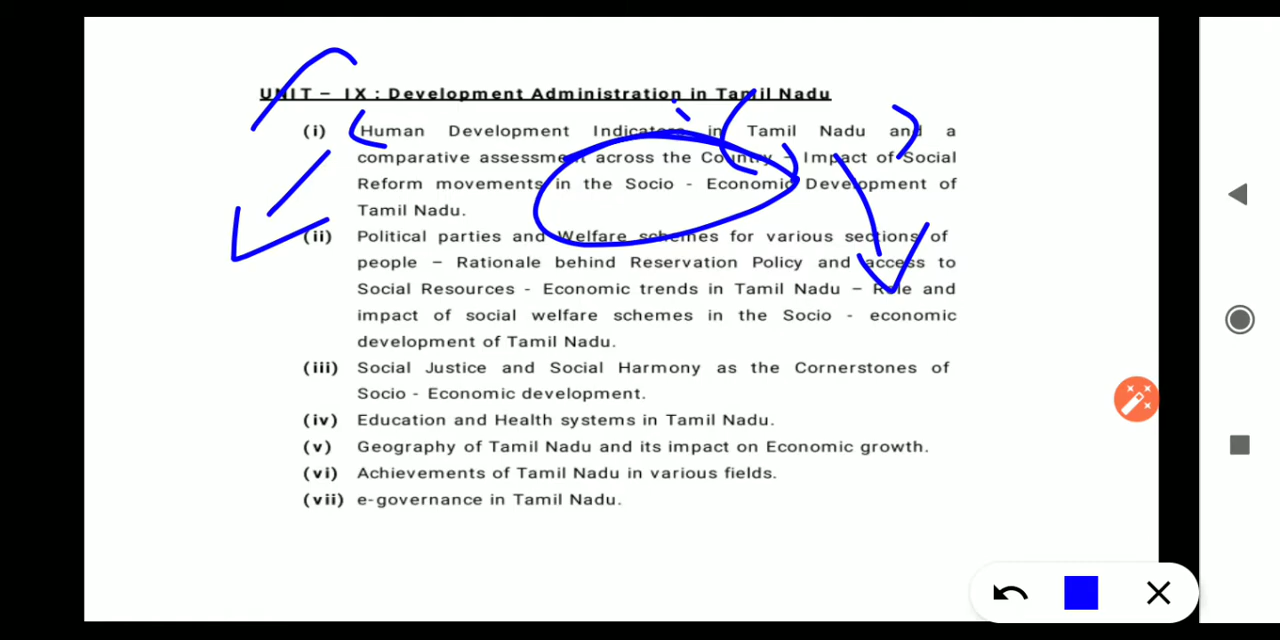 UNIT – IX : Development Administration in Tamil Nadu
(i) Human Development Indicators in Tamil Nadu and a
comparative assessment across the Country – Impact of Social
Reform movements in the Socio - Economic Development of
Tamil Nadu.
(ii) Political parties and Welfare schemes for various sections of
people – Rationale behind Reservation Policy and access to
Social Resources - Economic trends in Tamil Nadu – Role and
impact of social welfare schemes in the Socio - economic
development of Tamil Nadu.
(iii) Social Justice and Social Harmony as the Cornerstones of
Socio - Economic development.
(iv) Education and Health systems in Tamil Nadu.
(v) Geography of Tamil Nadu and its impact on Economic growth.
(vi) Achievements of Tamil Nadu in various fields.
(vii) e-governance in Tamil Nadu.